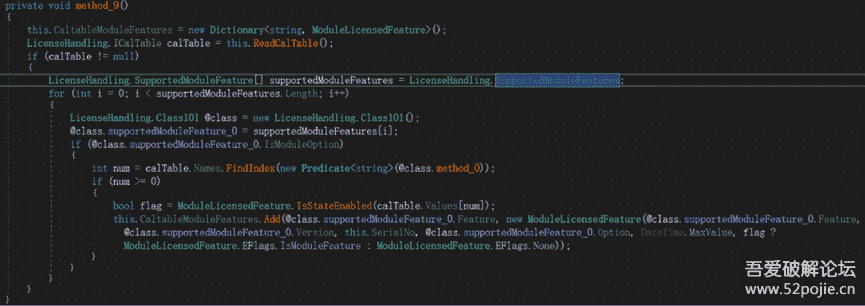 private void method_9()
{
this.CaltableModuleFeatures = new Dictionary<string, ModuleLicensedFeature>();
LicenseHandling.ICalTable calTable = this.ReadCalTable();
if (calTable != null)
{
LicenseHandling.SupportedModuleFeature[] supportedModuleFeatures = LicenseHandling.SupportedModuleFeatures;
for (int i = 0; i < supportedModuleFeatures.Length; i++)
{
LicenseHandling.Class101 @class = new LicenseHandling.Class101();
@class.supportedModuleFeature_0 = supportedModuleFeatures[i];
if (@class.supportedModuleFeature_0.IsModuleOption)
{
int num = calTable.Names.FindIndex(new Predicate<string>(@class.method_0));
if (num >= 0)
{
bool flag = ModuleLicensedFeature.IsStateEnabled(calTable.Values[num]);
this.CaltableModuleFeatures.Add(@class.supportedModuleFeature_0.Feature, new ModuleLicensedFeature(@class.supportedModuleFeature_0.Feature,
@class.supportedModuleFeature_0.Version, this.SerialNo, @class.supportedModuleFeature_0.Option, DateTime.MaxValue, flag ?
ModuleLicensedFeature.EFlags.IsModuleFeature : ModuleLicensedFeature.EFlags.None));
}
}
}
}
}
吾爱破解论坛
www.52pojie.cn